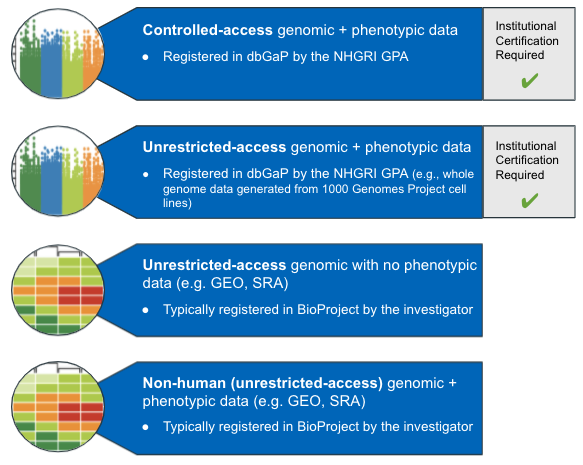 Controlled-access genomic + phenotypic data
● Registered in dbGaP by the NHGRI GPA
Institutional
Certification
Required
✓
Unrestricted-access genomic + phenotypic data
● Registered in dbGaP by the NHGRI GPA (e.g., whole
genome data generated from 1000 Genomes Project cell
lines)
Institutional
Certification
Required
✓
Unrestricted-access genomic with no phenotypic
data (e.g. GEO, SRA)
● Typically registered in BioProject by the investigator
Non-human (unrestricted-access) genomic +
phenotypic data (e.g. GEO, SRA)
● Typically registered in BioProject by the investigator